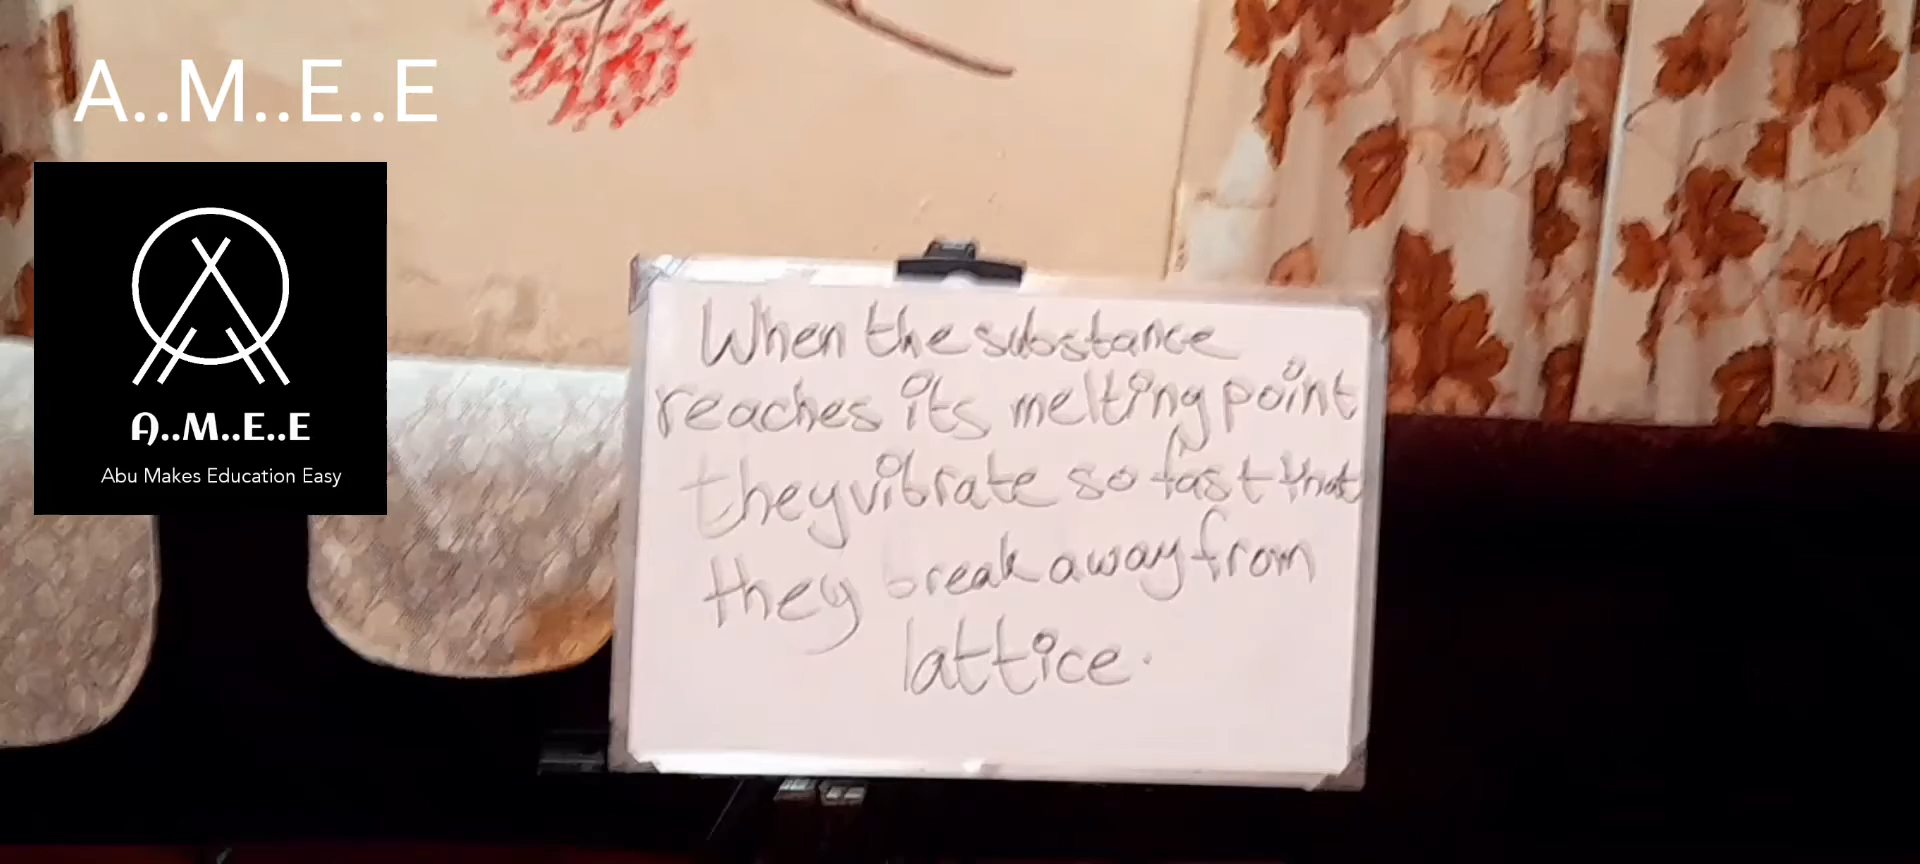 A..M..E..E
A..M..E..E
Abu Makes Education Easy
When the substance
reaches its melting point
they vibrate so fast that
they break away from
lattice.